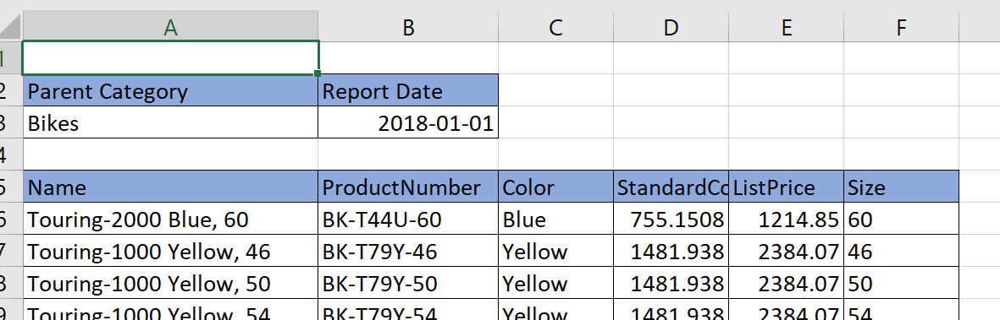 A B C D E F
1
2 Parent Category Report Date
3 Bikes 2018-01-01
4
5 Name ProductNumber Color StandardCo ListPrice Size
6 Touring-2000 Blue, 60 BK-T44U-60 Blue 755.1508 1214.85 60
7 Touring-1000 Yellow, 46 BK-T79Y-46 Yellow 1481.938 2384.07 46
8 Touring-1000 Yellow, 50 BK-T79Y-50 Yellow 1481.938 2384.07 50
9 Touring-1000 Yellow, 54 BK-T79Y-54 Yellow 1481.938 2384.07 54